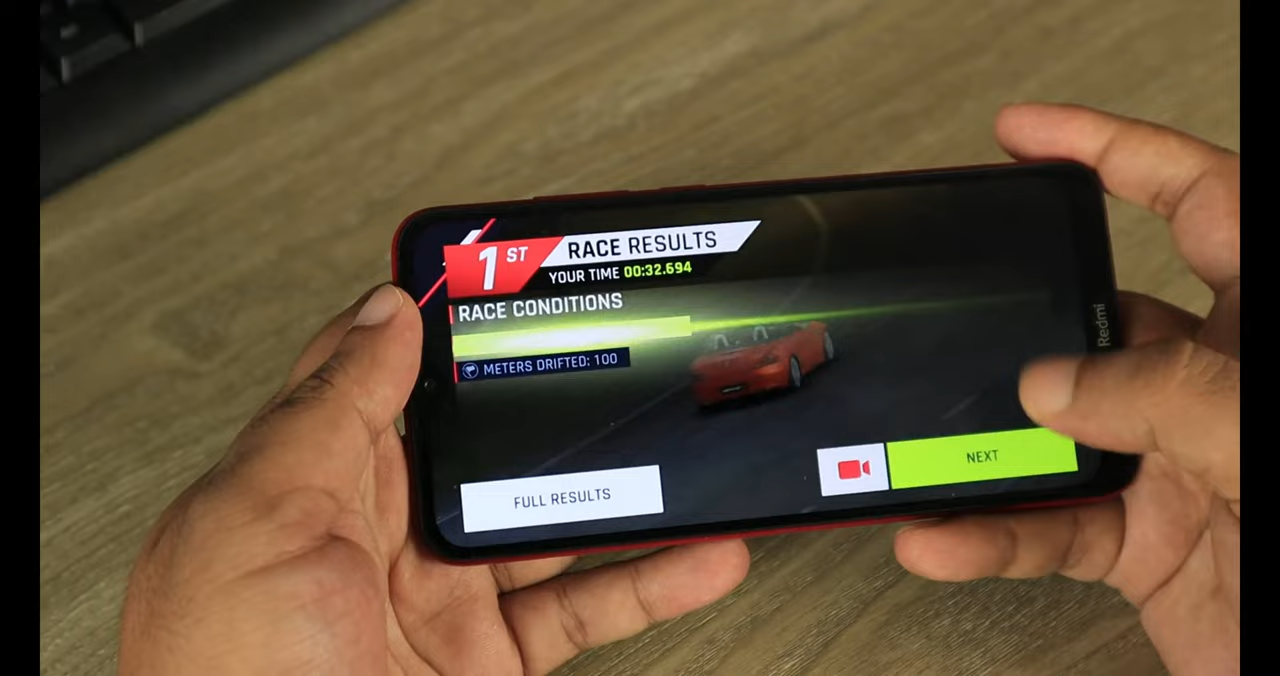 1ST
RACE RESULTS
YOUR TIME 00:32.694
RACE CONDITIONS
METERS DRIFTED: 100
FULL RESULTS
NEXT
Redmi